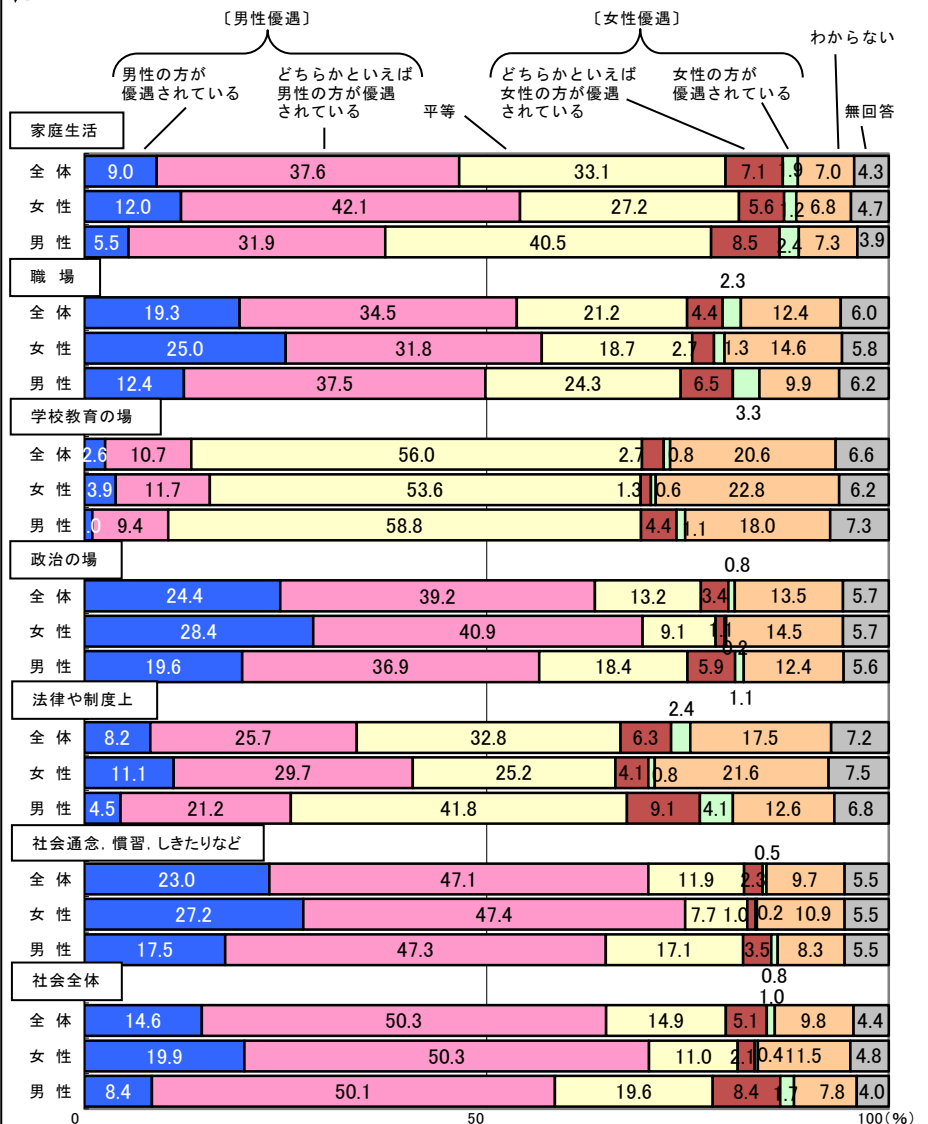 〔男性優遇〕
〔女性優遇〕
わからない
男性の方が
優遇されている
どちらかといえば
男性の方が優遇
されている
平等
どちらかといえば
女性の方が優遇
されている
女性の方が
優遇されている
無回答
家庭生活
全 体 9.0 37.6 33.1 7.1 1.9 7.0 4.3
女 性 12.0 42.1 27.2 5.6 1.2 6.8 4.7
男 性 5.5 31.9 40.5 8.5 2.4 7.3 3.9
職 場
2.3
全 体 19.3 34.5 21.2 4.4 12.4 6.0
女 性 25.0 31.8 18.7 2.7 1.3 14.6 5.8
男 性 12.4 37.5 24.3 6.5 9.9 6.2
3.3
学校教育の場
全 体 2.6 10.7 56.0 2.7 0.8 20.6 6.6
女 性 3.9 11.7 53.6 1.3 0.6 22.8 6.2
男 性 .0 9.4 58.8 4.4 1.1 18.0 7.3
政治の場
0.8
全 体 24.4 39.2 13.2 3.4 13.5 5.7
女 性 28.4 40.9 9.1 1.1 0.2 14.5 5.7
男 性 19.6 36.9 18.4 5.9 12.4 5.6
1.1
法律や制度上
2.4
全 体 8.2 25.7 32.8 6.3 17.5 7.2
女 性 11.1 29.7 25.2 4.1 0.8 21.6 7.5
男 性 4.5 21.2 41.8 9.1 4.1 12.6 6.8
社会通念，慣習，しきたりなど
0.5
全 体 23.0 47.1 11.9 2.3 9.7 5.5
女 性 27.2 47.4 7.7 1.0 0.2 10.9 5.5
男 性 17.5 47.3 17.1 3.5 8.3 5.5
0.8
社会全体
1.0
全 体 14.6 50.3 14.9 5.1 9.8 4.4
女 性 19.9 50.3 11.0 2.1 0.4 11.5 4.8
男 性 8.4 50.1 19.6 8.4 1.7 7.8 4.0
0 50 100(%)